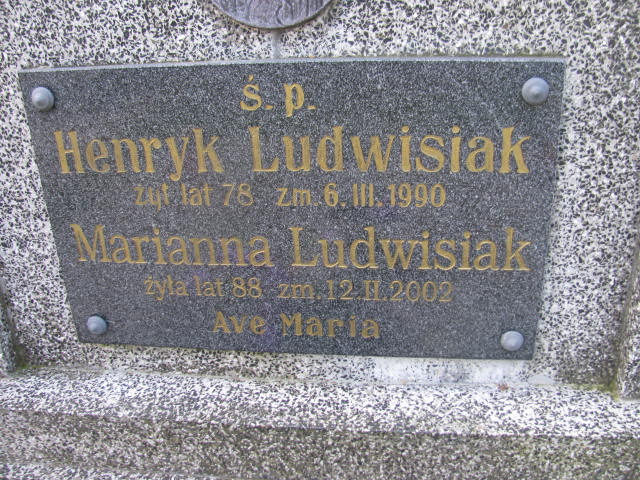 ś. p.
Henryk Ludwisiak
żył lat 78 zm. 6. III. 1990
Marianna Ludwisiak
żyła lat 88 zm. 12 II. 2002
Ave Maria